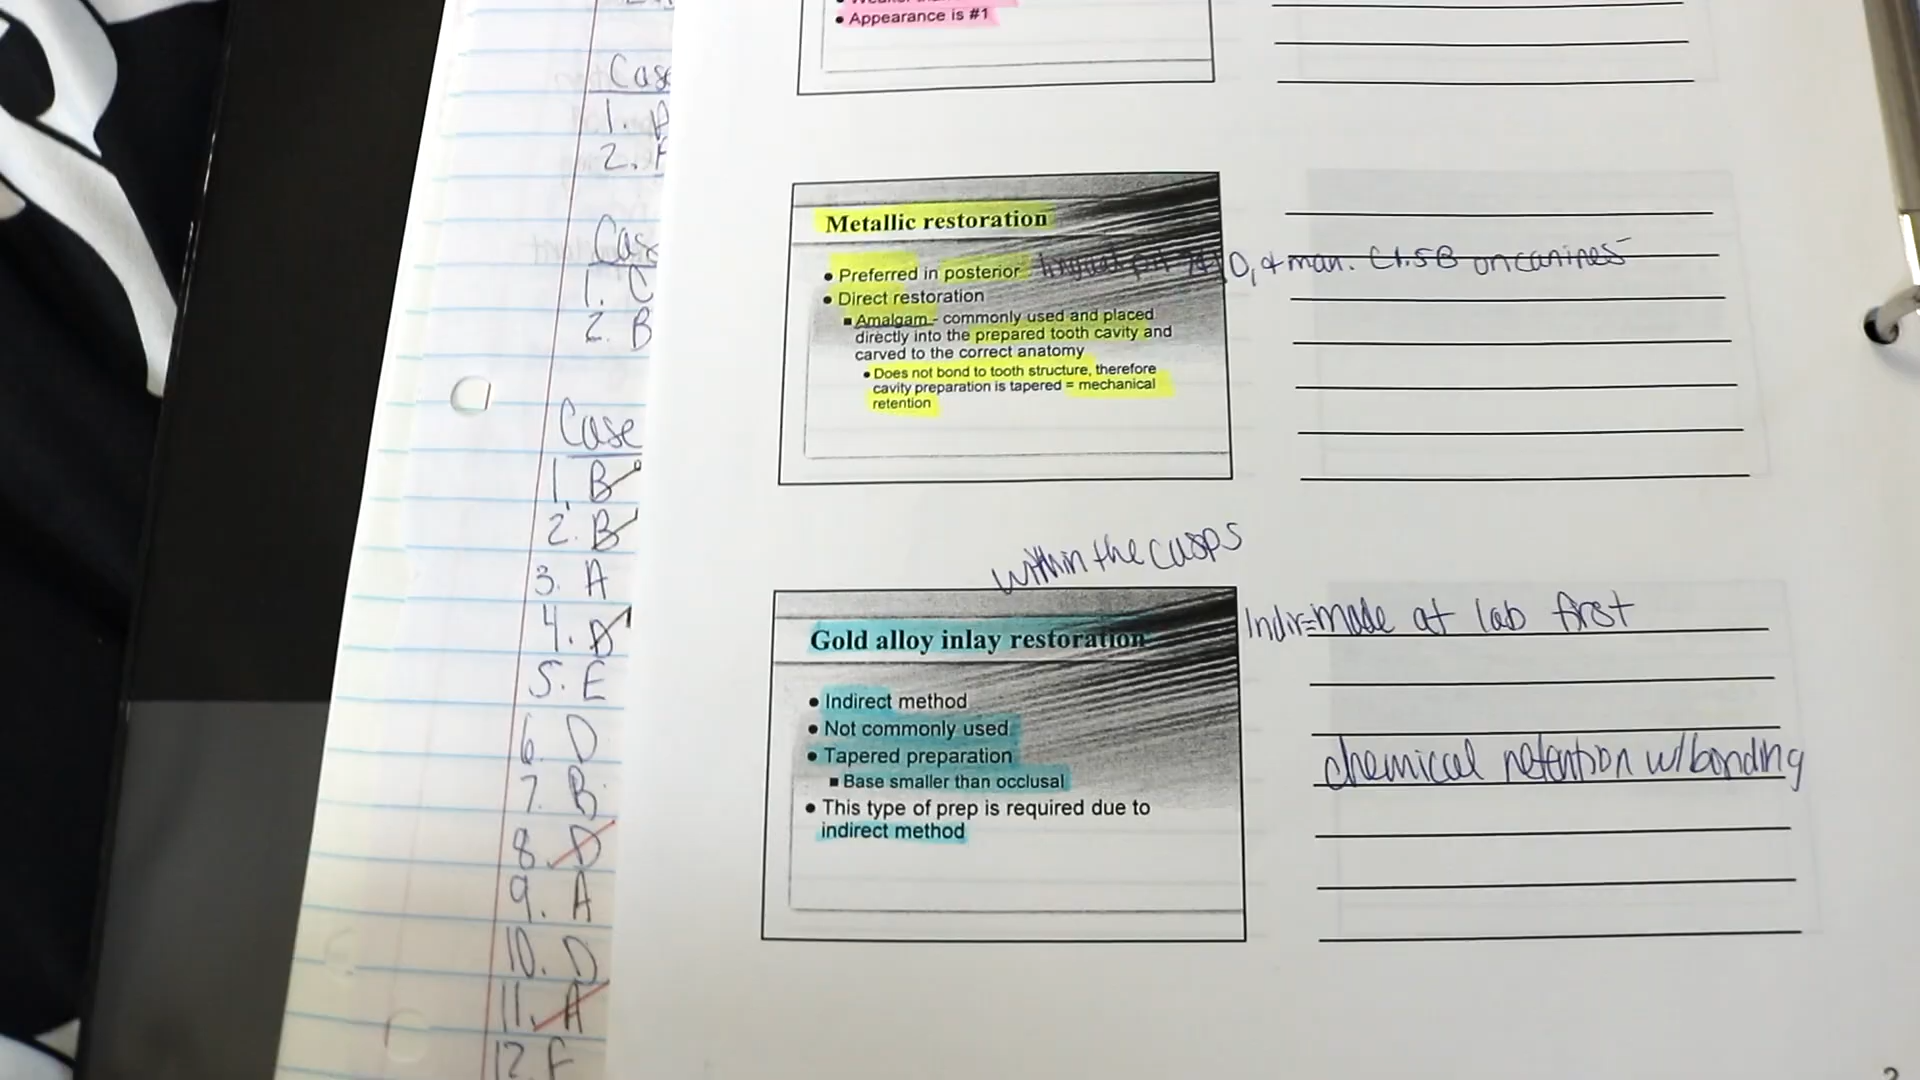 Appearance is #1
Case
1.
2.
Case
1. C
2. B
Case
1. B
2. B
3. A
4. D
5. E
6. D
7. B
8. D
9. A
10. D
11. A
12. F
Metallic restoration
Preferred in posterior lingual pit 7+10, + man. Cl.5B on canines
Direct restoration
Amalgam - commonly used and placed
directly into the prepared tooth cavity and
carved to the correct anatomy
Does not bond to tooth structure, therefore
cavity preparation is tapered = mechanical
retention
within the cusps
Gold alloy inlay restoration
Indir=made at lab first
Indirect method
Not commonly used
Tapered preparation
Base smaller than occlusal
chemical retention w/bonding
This type of prep is required due to
indirect method